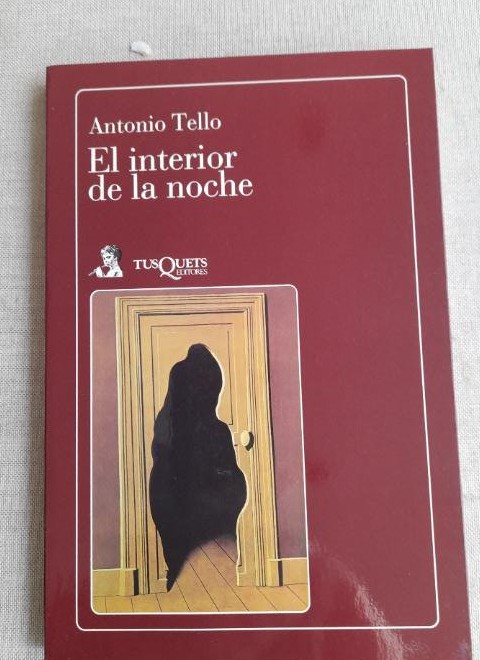 Antonio Tello
El interior
de la noche
TUSQUETS
EDITORES